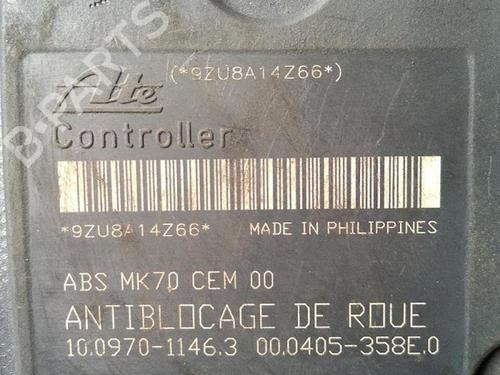 (*9ZU8A14Z66*)
Ate
Controller
*9ZU8A14Z66* MADE IN PHILIPPINES
ABS MK70 CEM 00
ANTIBLOCAGE DE ROUE
10.0970-1146.3 00.0405-358E.0
B-PARTS